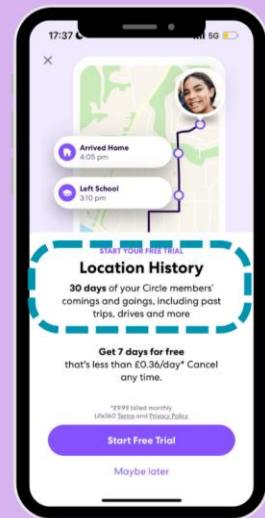 17:37
5G
Arrived Home
4:05 pm
Left School
3:10 pm
START YOUR FREE TRIAL
Location History
30 days of your Circle members'
comings and goings, including past
trips, drives and more
Get 7 days for free
that's less than £0.36/day* Cancel
any time.
*£9.99 billed monthly
Life360 Terms and Privacy Policy
Start Free Trial
Maybe later